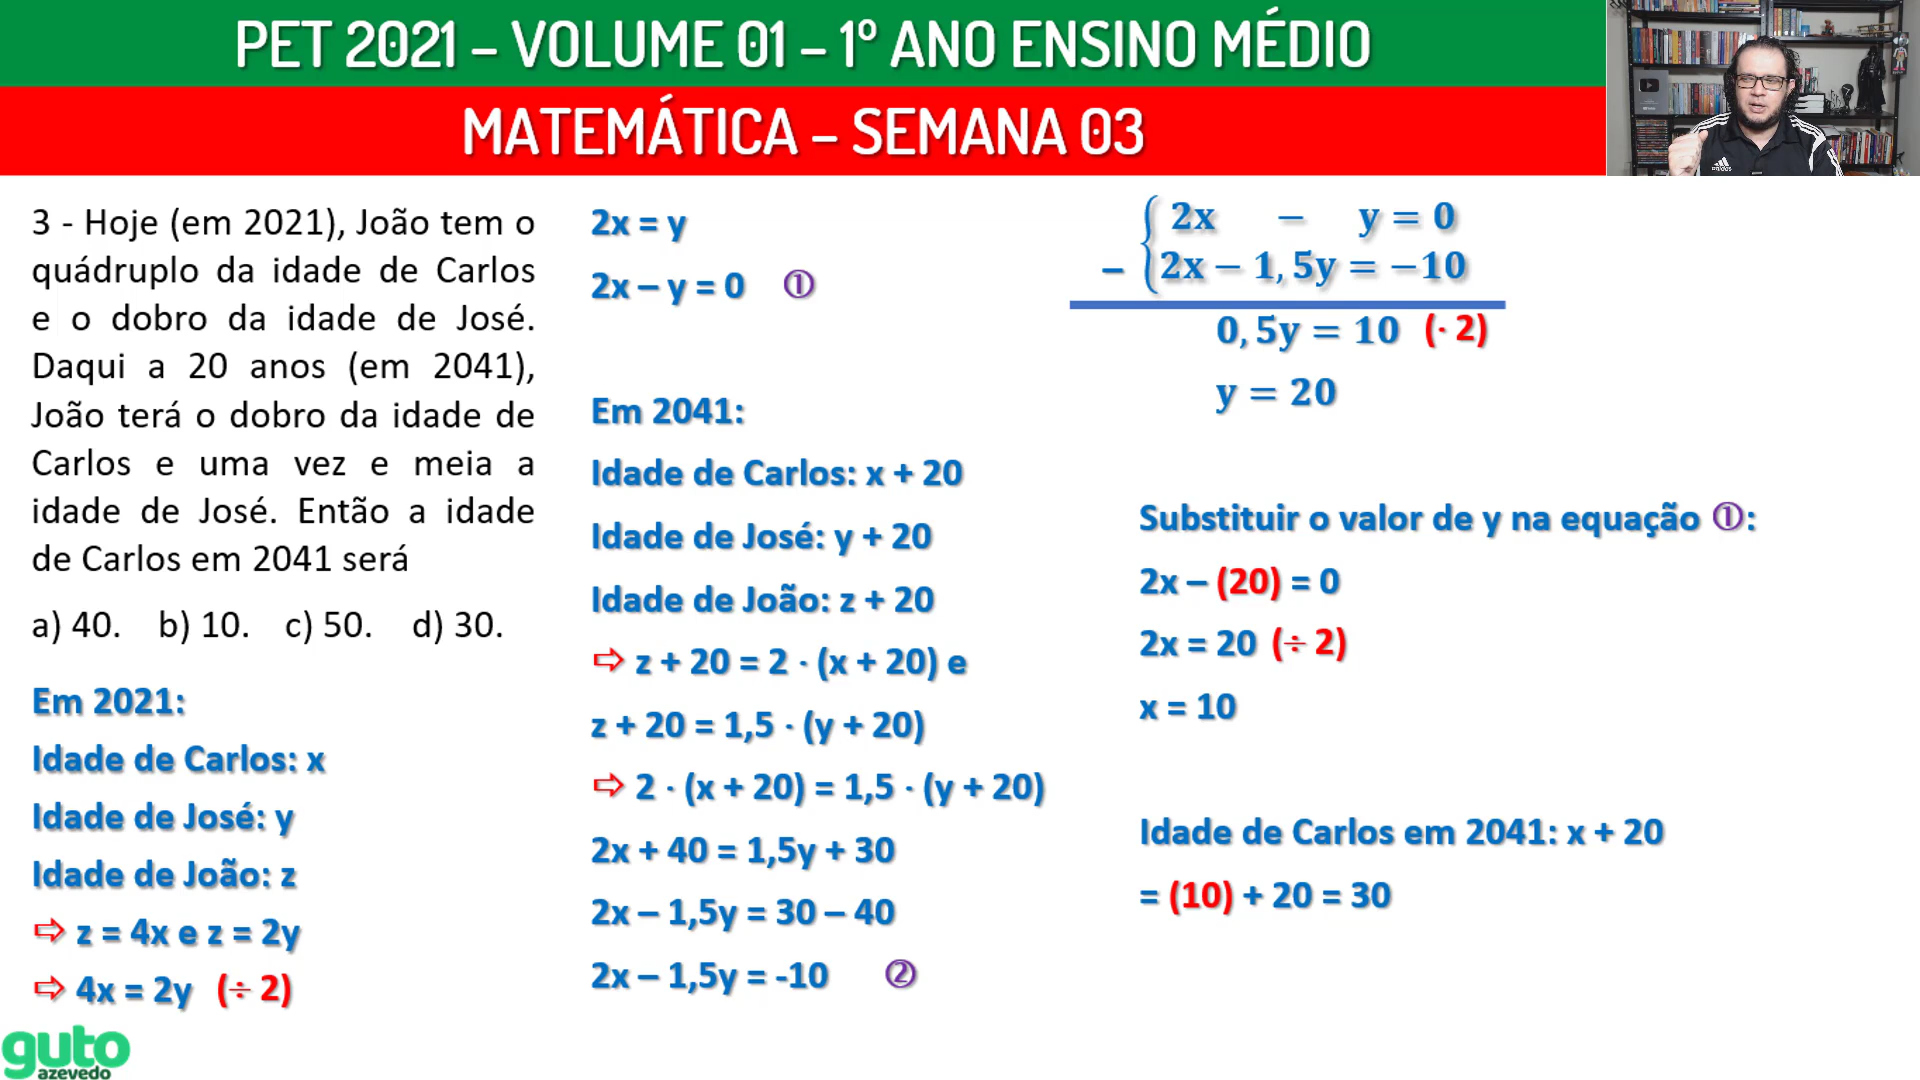 PET 2021 – VOLUME 01 – 1º ANO ENSINO MÉDIO
MATEMÁTICA – SEMANA 03
3 - Hoje (em 2021), João tem o
quádruplo da idade de Carlos
e o dobro da idade de José.
Daqui a 20 anos (em 2041),
João terá o dobro da idade de
Carlos e uma vez e meia a
idade de José. Então a idade
de Carlos em 2041 será
a) 40. b) 10. c) 50. d) 30.
Em 2021:
Idade de Carlos: x
Idade de José: y
Idade de João: z
⇨ z = 4x e z = 2y
⇨ 4x = 2y (÷ 2)
2x = y
2x – y = 0 ①
Em 2041:
Idade de Carlos: x + 20
Idade de José: y + 20
Idade de João: z + 20
⇨ z + 20 = 2 · (x + 20) e
z + 20 = 1,5 · (y + 20)
⇨ 2 · (x + 20) = 1,5 · (y + 20)
2x + 40 = 1,5y + 30
2x – 1,5y = 30 – 40
2x – 1,5y = -10 ②
2x − y = 0
– 2x − 1,5y = −10
0,5y = 10 (· 2)
y = 20
Substituir o valor de y na equação ①:
2x – (20) = 0
2x = 20 (÷ 2)
x = 10
Idade de Carlos em 2041: x + 20
= (10) + 20 = 30
guto
azevedo
adidas